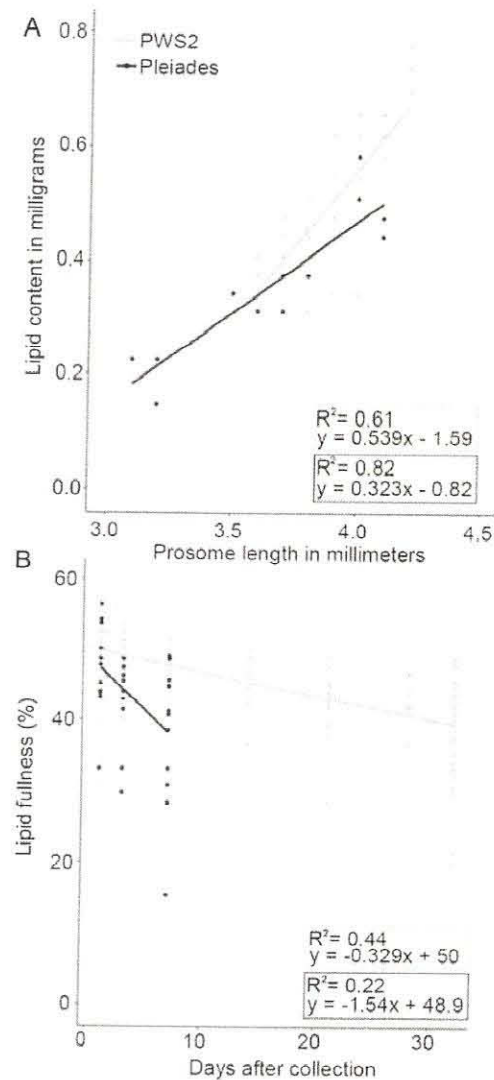 A
0.8
PWS2
Pleiades
0.6
0.4
0.2
0.0
Lipid content in milligrams
R²= 0.61
y = 0.539x - 1.59
R²= 0.82
y = 0.323x - 0.82
3.0 3.5 4.0 4.5
Prosome length in millimeters
B
60
40
20
0
Lipid fullness (%)
R²= 0.44
y = -0.329x + 50
R²= 0.22
y = -1.54x + 48.9
0 10 20 30
Days after collection